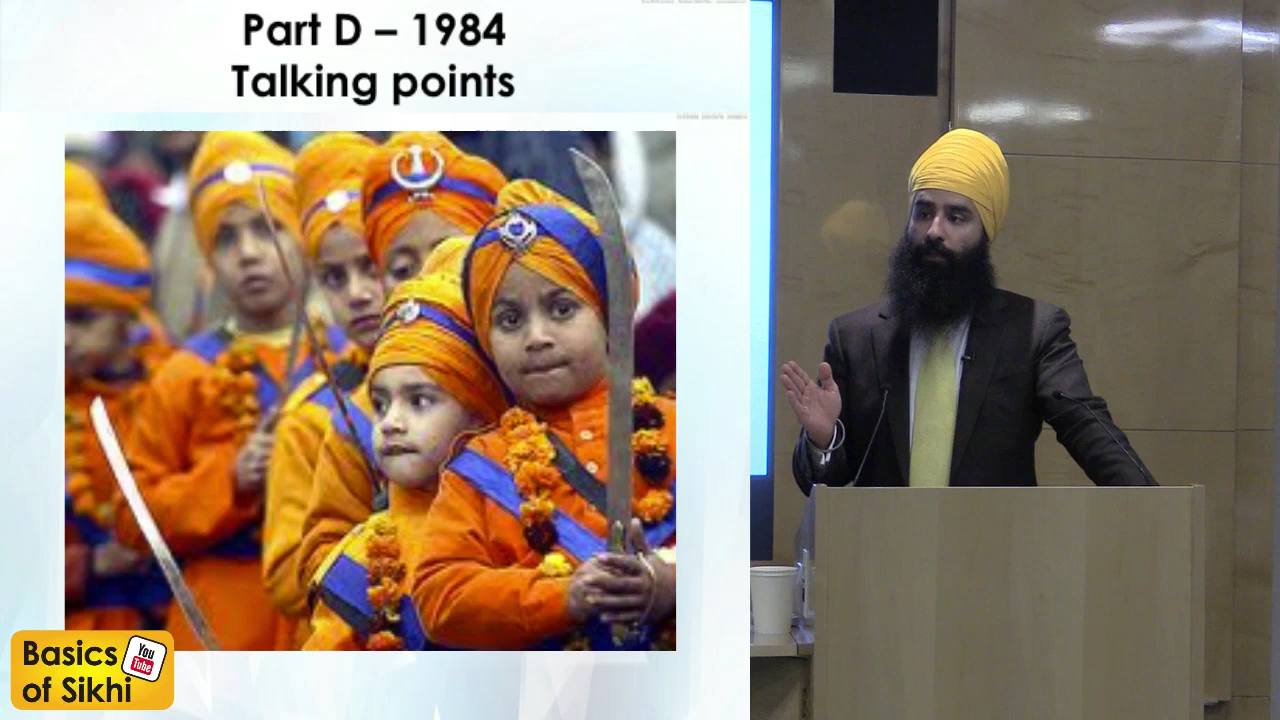 Part D – 1984
Talking points
Basics
of Sikhi
You
Tube